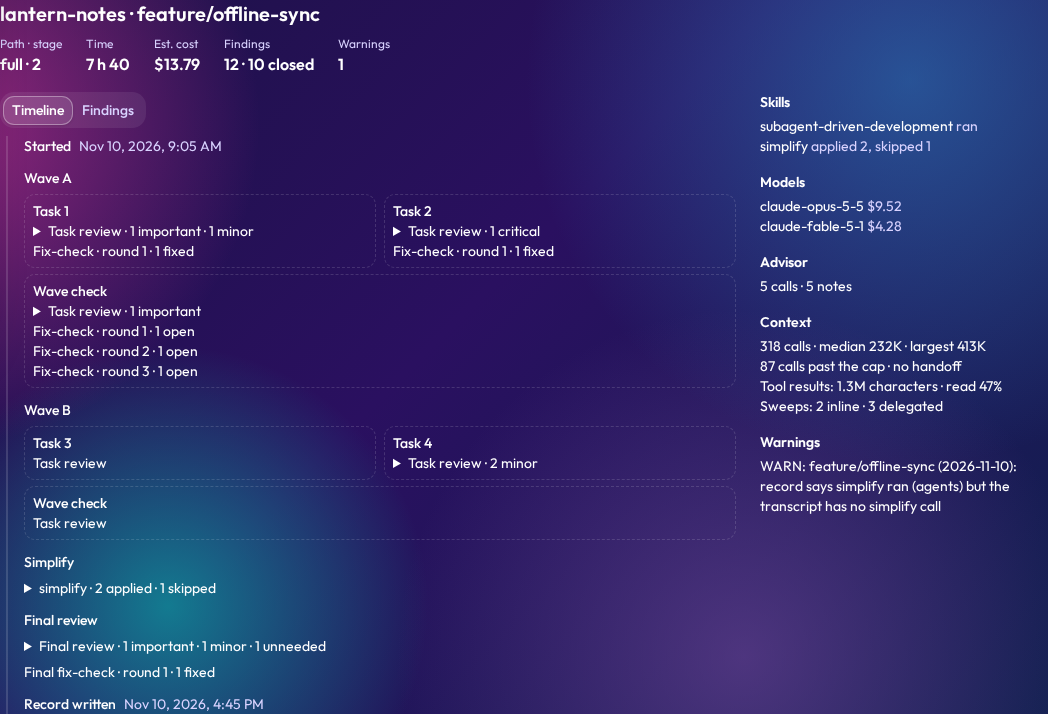 lantern-notes · feature/offline-sync
Path · stage
full · 2
Time
7 h 40
Est. cost
$13.79
Findings
12 · 10 closed
Warnings
1
Timeline
Findings
Started Nov 10, 2026, 9:05 AM
Wave A
Task 1
Task review · 1 important · 1 minor
Fix-check · round 1 · 1 fixed
Task 2
Task review · 1 critical
Fix-check · round 1 · 1 fixed
Wave check
Task review · 1 important
Fix-check · round 1 · 1 open
Fix-check · round 2 · 1 open
Fix-check · round 3 · 1 open
Wave B
Task 3
Task review
Task 4
Task review · 2 minor
Wave check
Task review
Simplify
simplify · 2 applied · 1 skipped
Final review
Final review · 1 important · 1 minor · 1 unneeded
Final fix-check · round 1 · 1 fixed
Record written Nov 10, 2026, 4:45 PM
Skills
subagent-driven-development ran
simplify applied 2, skipped 1
Models
claude-opus-5-5 $9.52
claude-fable-5-1 $4.28
Advisor
5 calls · 5 notes
Context
318 calls · median 232K · largest 413K
87 calls past the cap · no handoff
Tool results: 1.3M characters · read 47%
Sweeps: 2 inline · 3 delegated
Warnings
WARN: feature/offline-sync (2026-11-10):
record says simplify ran (agents) but the
transcript has no simplify call